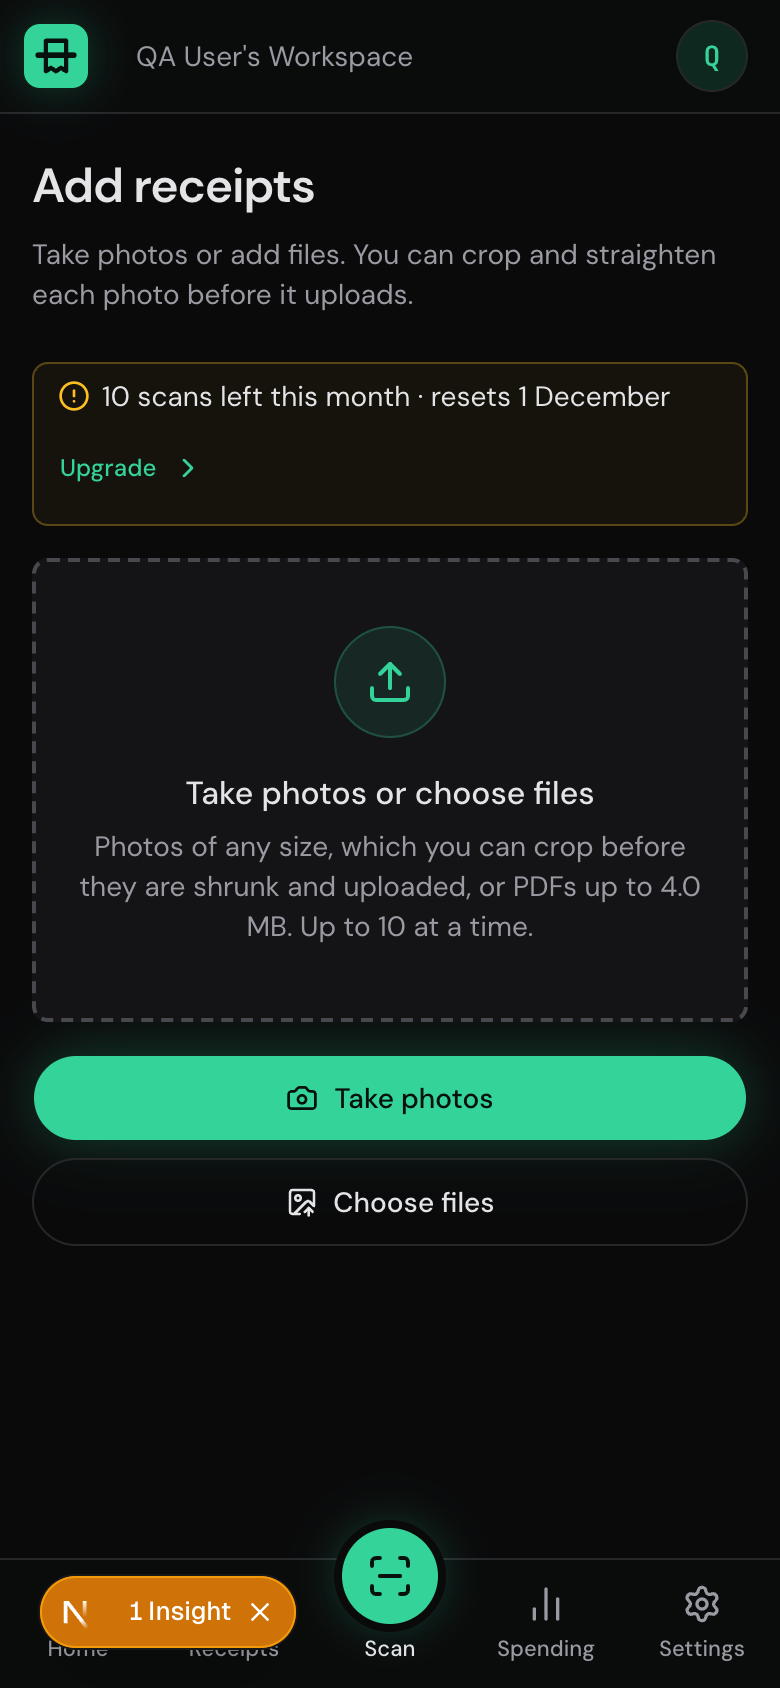 QA User's Workspace
Q
Add receipts
Take photos or add files. You can crop and straighten
each photo before it uploads.
10 scans left this month · resets 1 December
Upgrade
Take photos or choose files
Photos of any size, which you can crop before
they are shrunk and uploaded, or PDFs up to 4.0
MB. Up to 10 at a time.
Take photos
Choose files
N 1 Insight
Home
Receipts
Scan
Spending
Settings